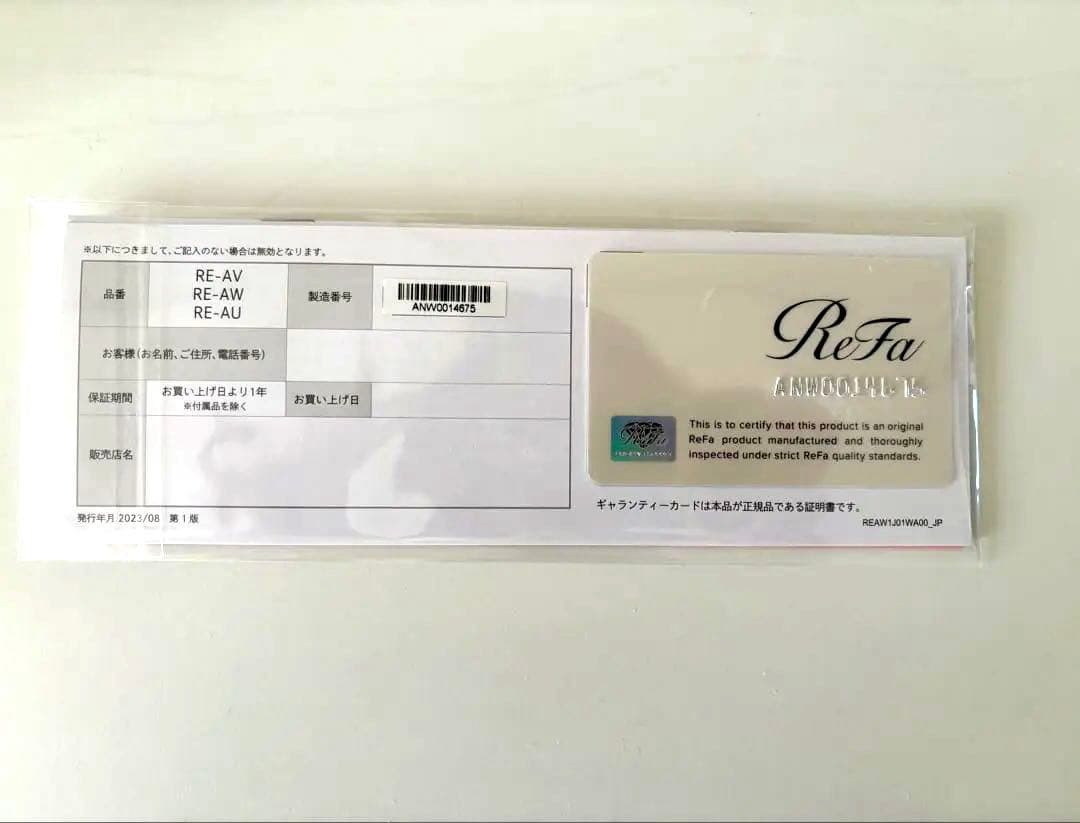 ※以下につきまして、ご記入のない場合は無効となります。
品番
RE-AV
RE-AW
RE-AU
製造番号
ANW0014675
お客様(お名前、ご住所、電話番号)
保証期間
お買い上げ日より1年
※付属品を除く
お買い上げ日
販売店名
発行年月 2023/08 第1版
ReFa
ANW0014675
This is to certify that this product is an original
ReFa product manufactured and thoroughly
inspected under strict ReFa quality standards.
ReFa
ギャランティーカードは本品が正規品である証明書です。
REAW1J01WA00_JP